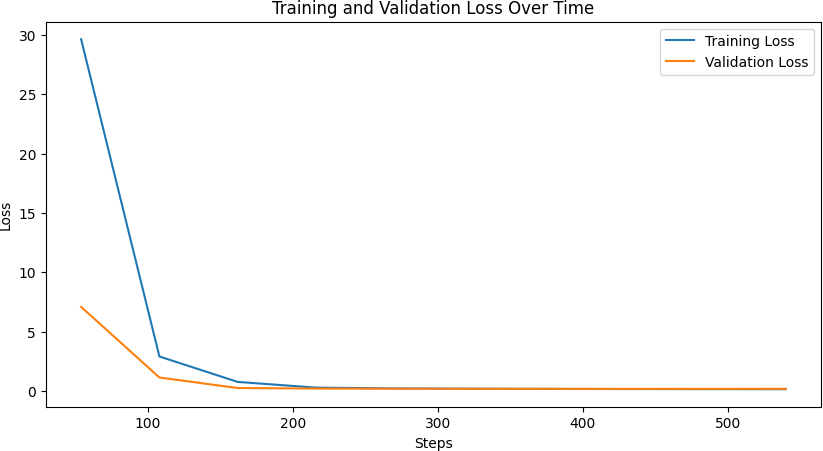 Training and Validation Loss Over Time
Training Loss
Validation Loss
Loss
30
25
20
15
10
5
0
100
200
300
400
500
Steps